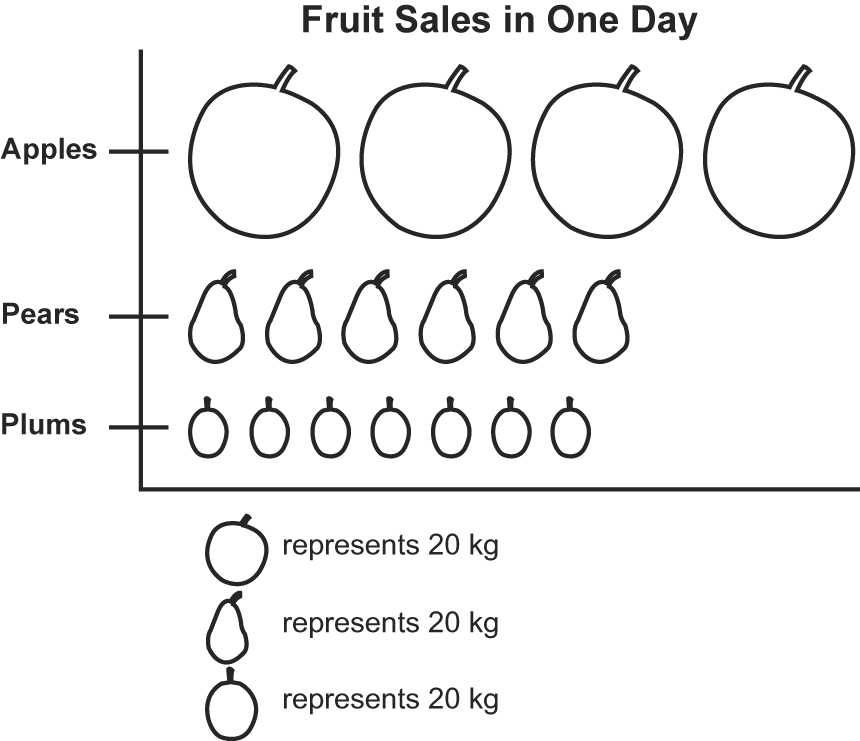 Fruit Sales in One Day
Apples
Pears
Plums
represents 20 kg
represents 20 kg
represents 20 kg